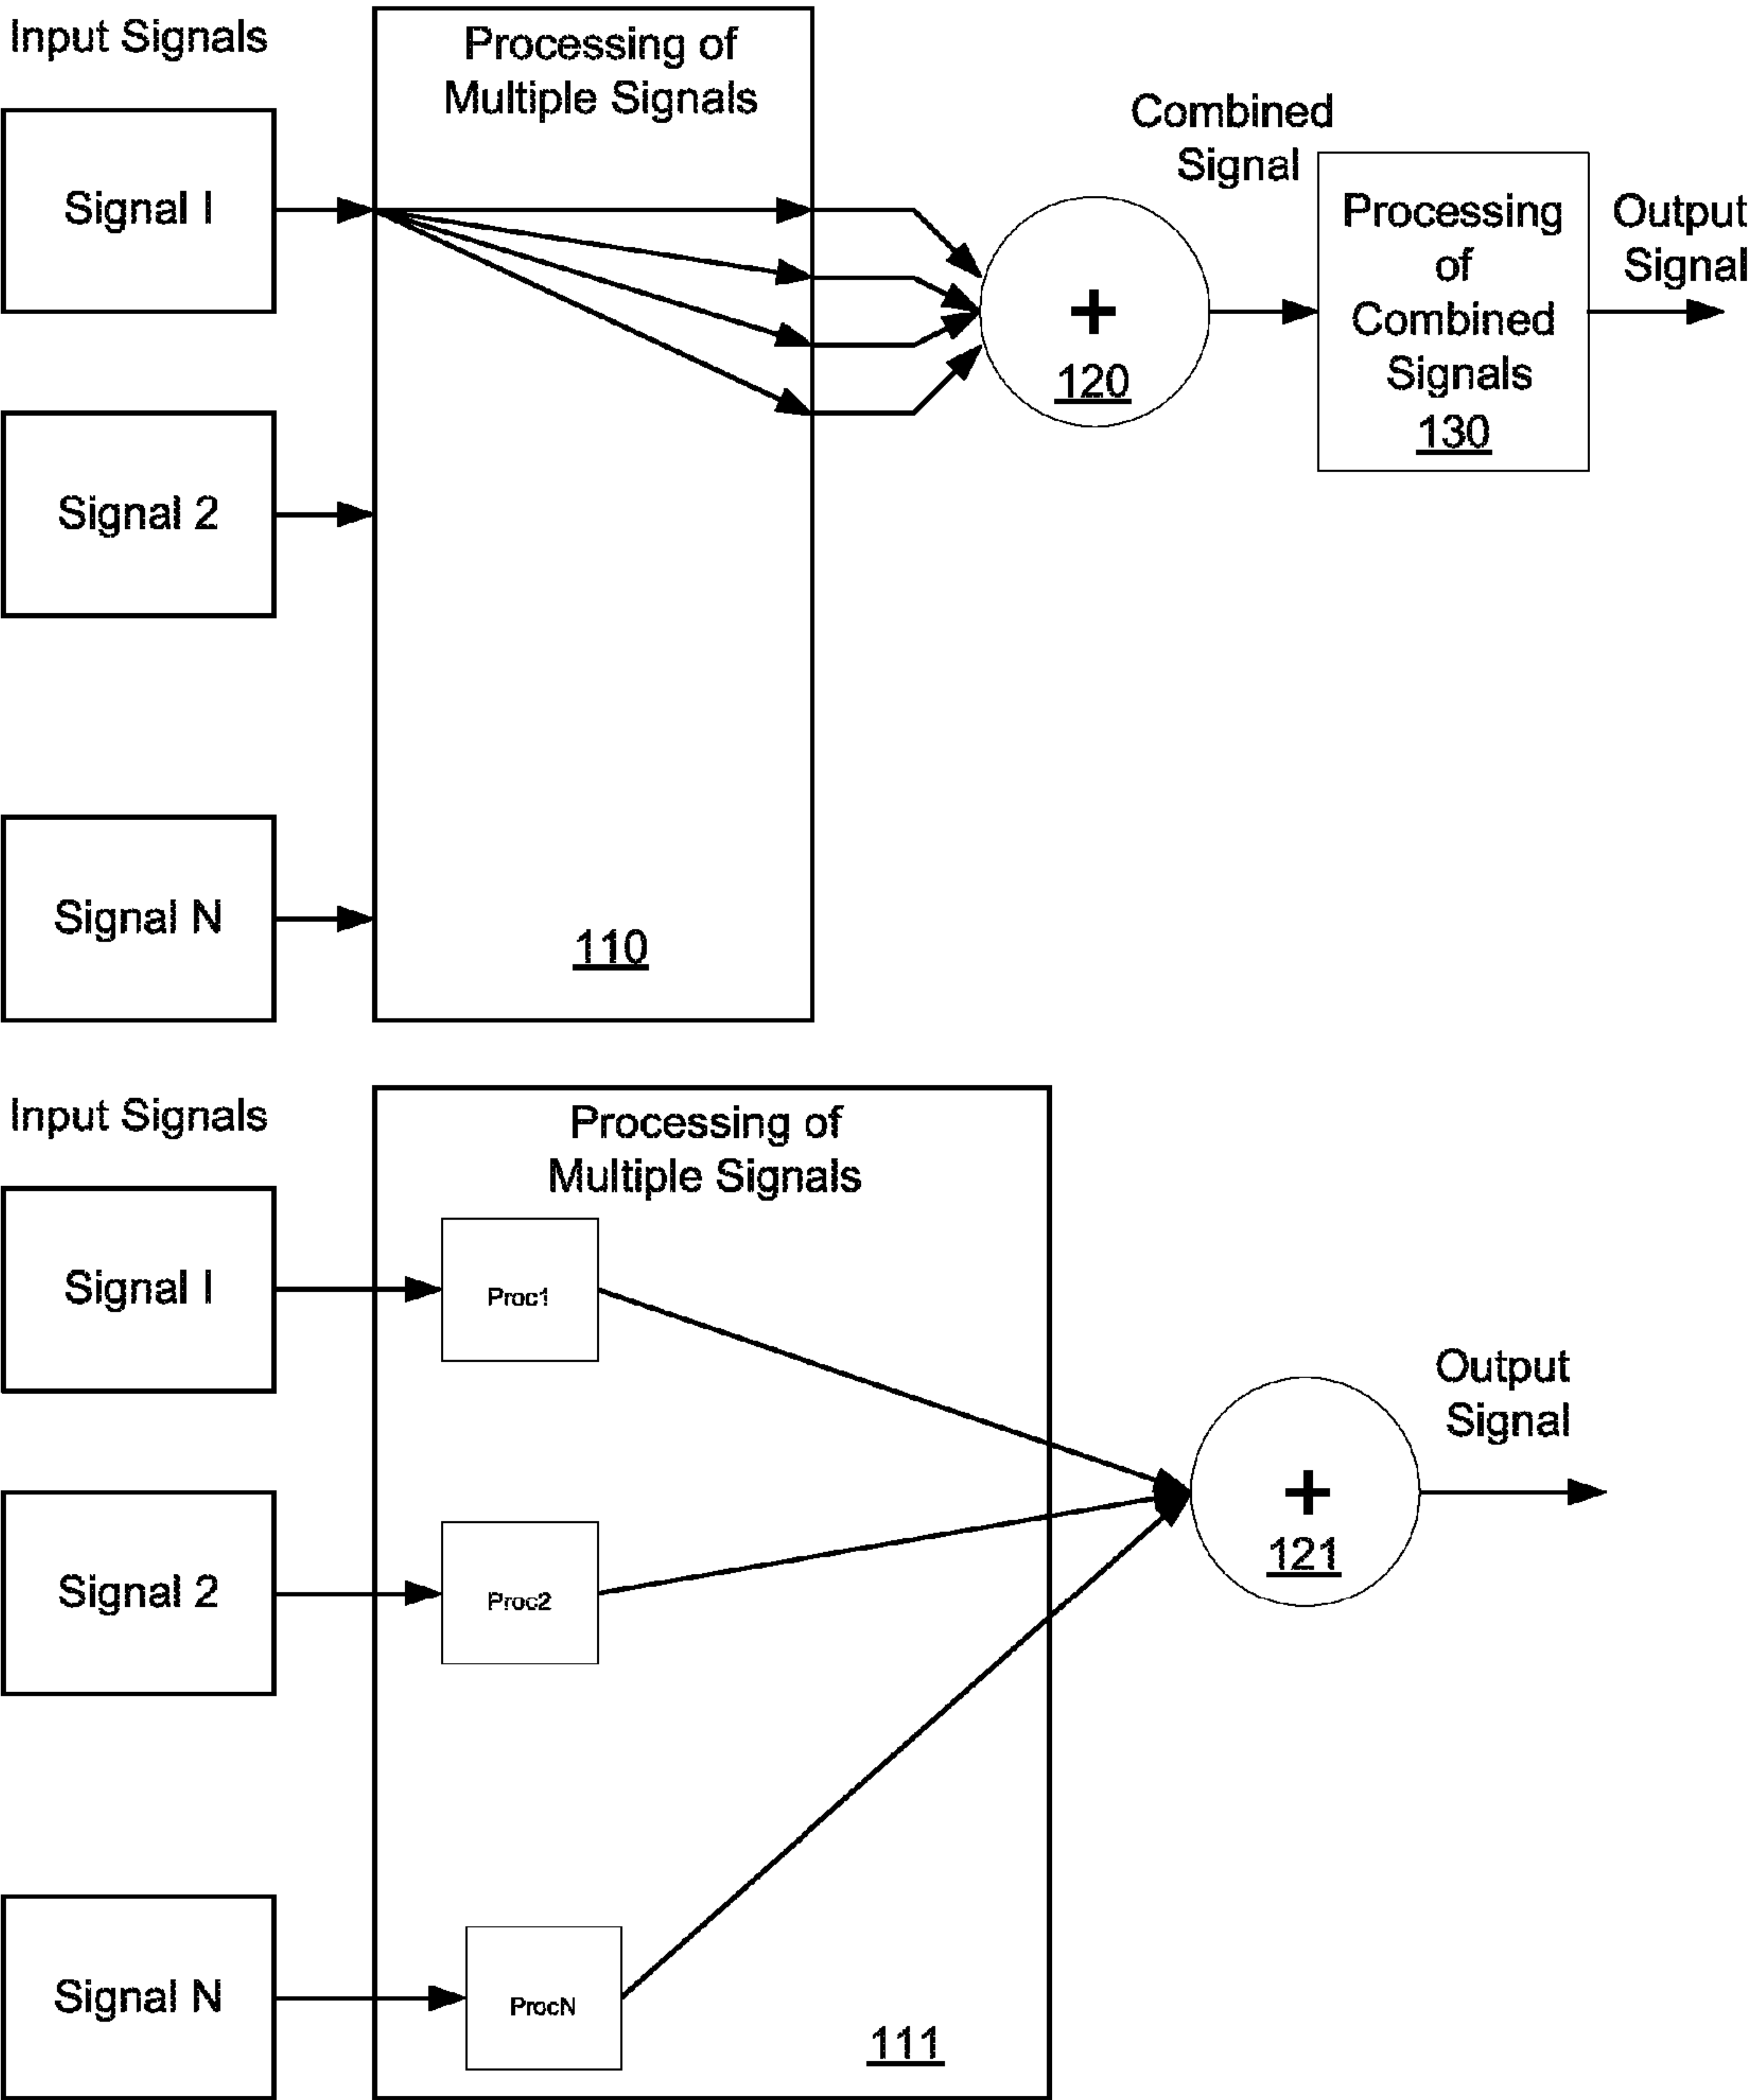 Input Signals
Processing of
Multiple Signals
Signal I
Signal 2
Signal N
110
+
120
Combined
Signal
Processing
of
Combined
Signals
130
Output
Signal
Input Signals
Processing of
Multiple Signals
Signal I
Proc1
Signal 2
Proc2
Signal N
ProcN
111
+
121
Output
Signal